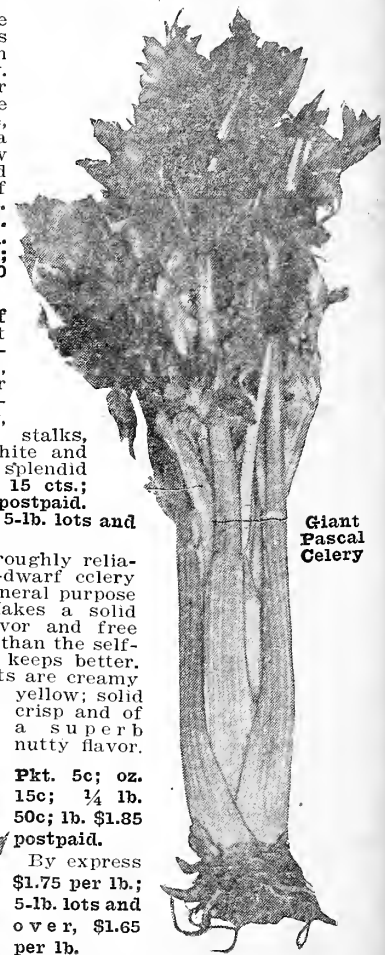 e
s
n
r
e
a
d
f
f
t
r
stalks,
hite and
splendid
15 cts.;
postpaid.
5-lb. lots and
Giant
Pascal
Celery
roughly relia-
-dwarf celery
neral purpose
akes a solid
vor and free
than the self-
keeps better.
ts are creamy
yellow; solid
crisp and of
a superb
nutty flavor.
Pkt. 5c; oz.
15c; ¼ lb.
50c; lb. $1.85
postpaid.
By express
$1.75 per lb.;
5-lb. lots and
over, $1.65
per lb.